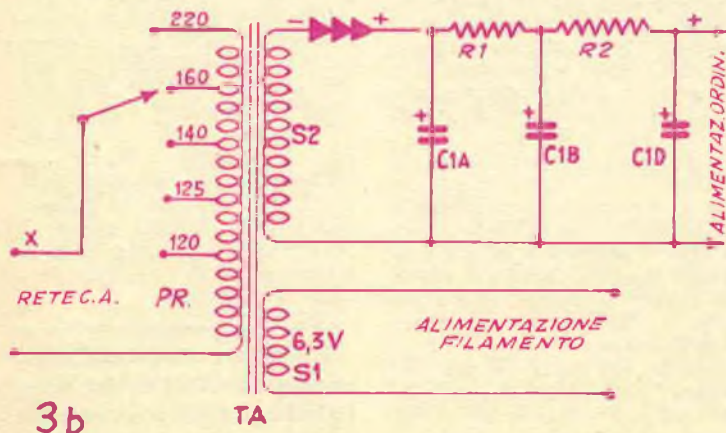 220
160
140
125
120
X
RETE C.A.
PR.
S2
- +
R1
R2
+
+
C1A
+
C1B
+
C1D
ALIMENTAZ. ORDIN.
6,3V
S1
ALIMENTAZIONE
FILAMENTO
3b
TA